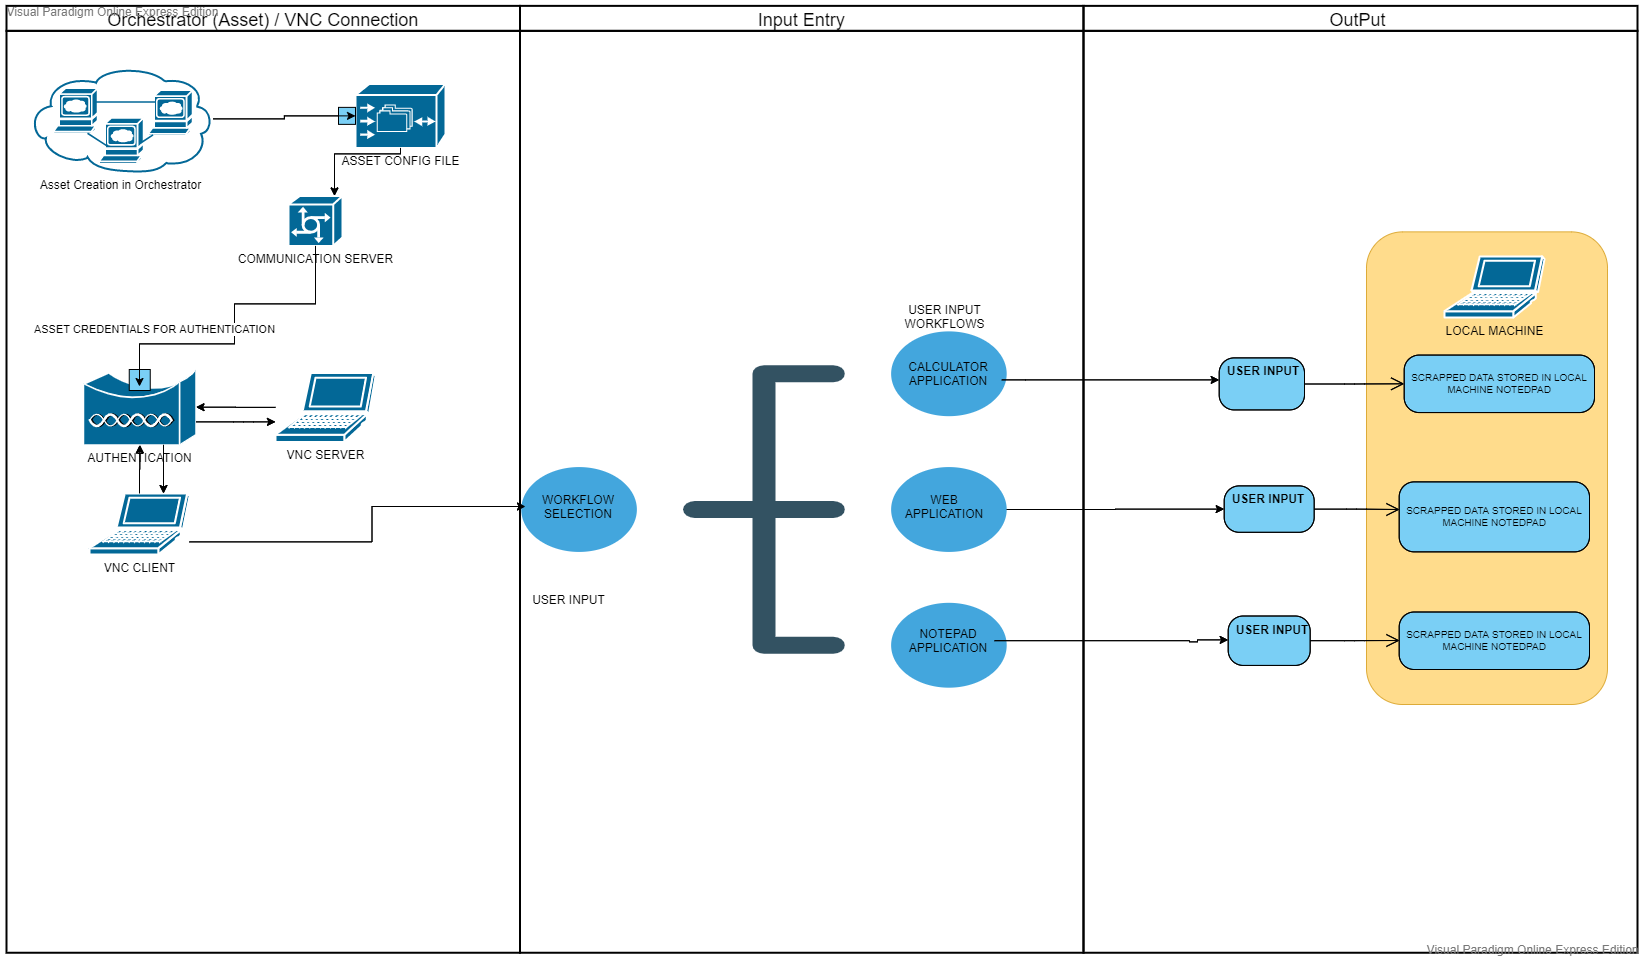 Visual Paradigm Online Express Edition
Orchestrator (Asset) / VNC Connection
Input Entry
OutPut
Asset Creation in Orchestrator
ASSET CONFIG FILE
COMMUNICATION SERVER
ASSET CREDENTIALS FOR AUTHENTICATION
AUTHENTICATION
VNC SERVER
VNC CLIENT
WORKFLOW
SELECTION
USER INPUT
USER INPUT
WORKFLOWS
CALCULATOR
APPLICATION
WEB
APPLICATION
NOTEPAD
APPLICATION
USER INPUT
USER INPUT
USER INPUT
LOCAL MACHINE
SCRAPPED DATA STORED IN LOCAL
MACHINE NOTEDPAD
SCRAPPED DATA STORED IN LOCAL
MACHINE NOTEDPAD
SCRAPPED DATA STORED IN LOCAL
MACHINE NOTEDPAD
Visual Paradigm Online Express Edition